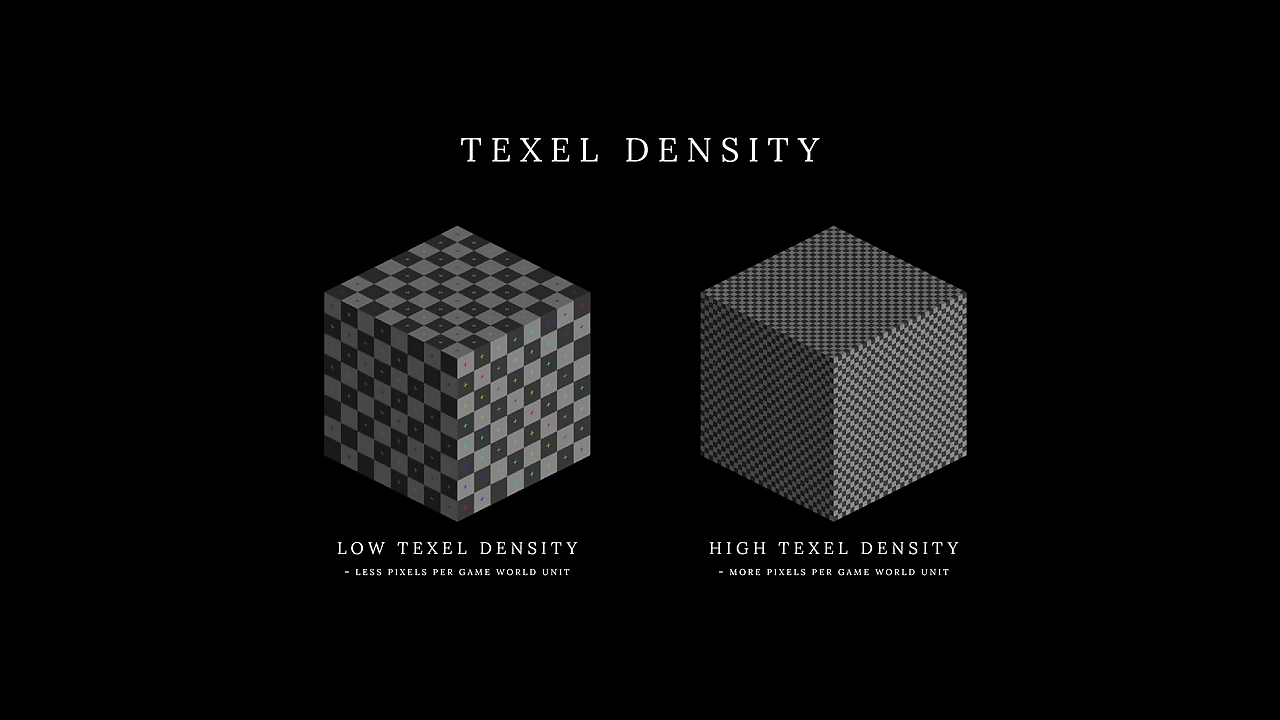 TEXEL DENSITY
LOW TEXEL DENSITY
- LESS PIXELS PER GAME WORLD UNIT
HIGH TEXEL DENSITY
- MORE PIXELS PER GAME WORLD UNIT